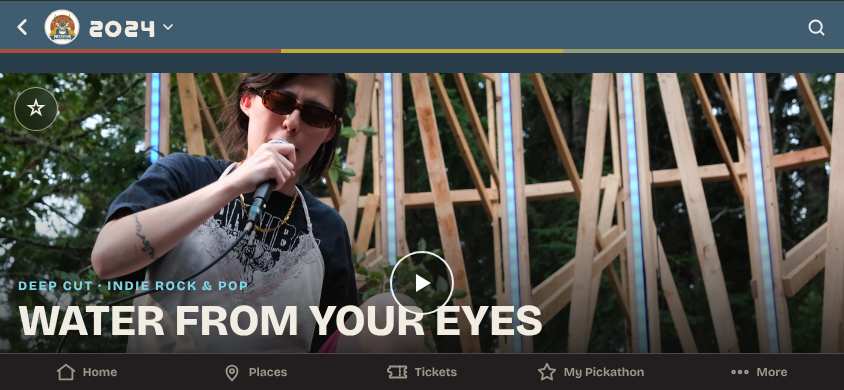 2024
DEEP CUT · INDIE ROCK & POP
WATER FROM YOUR EYES
Home
Places
Tickets
My Pickathon
More